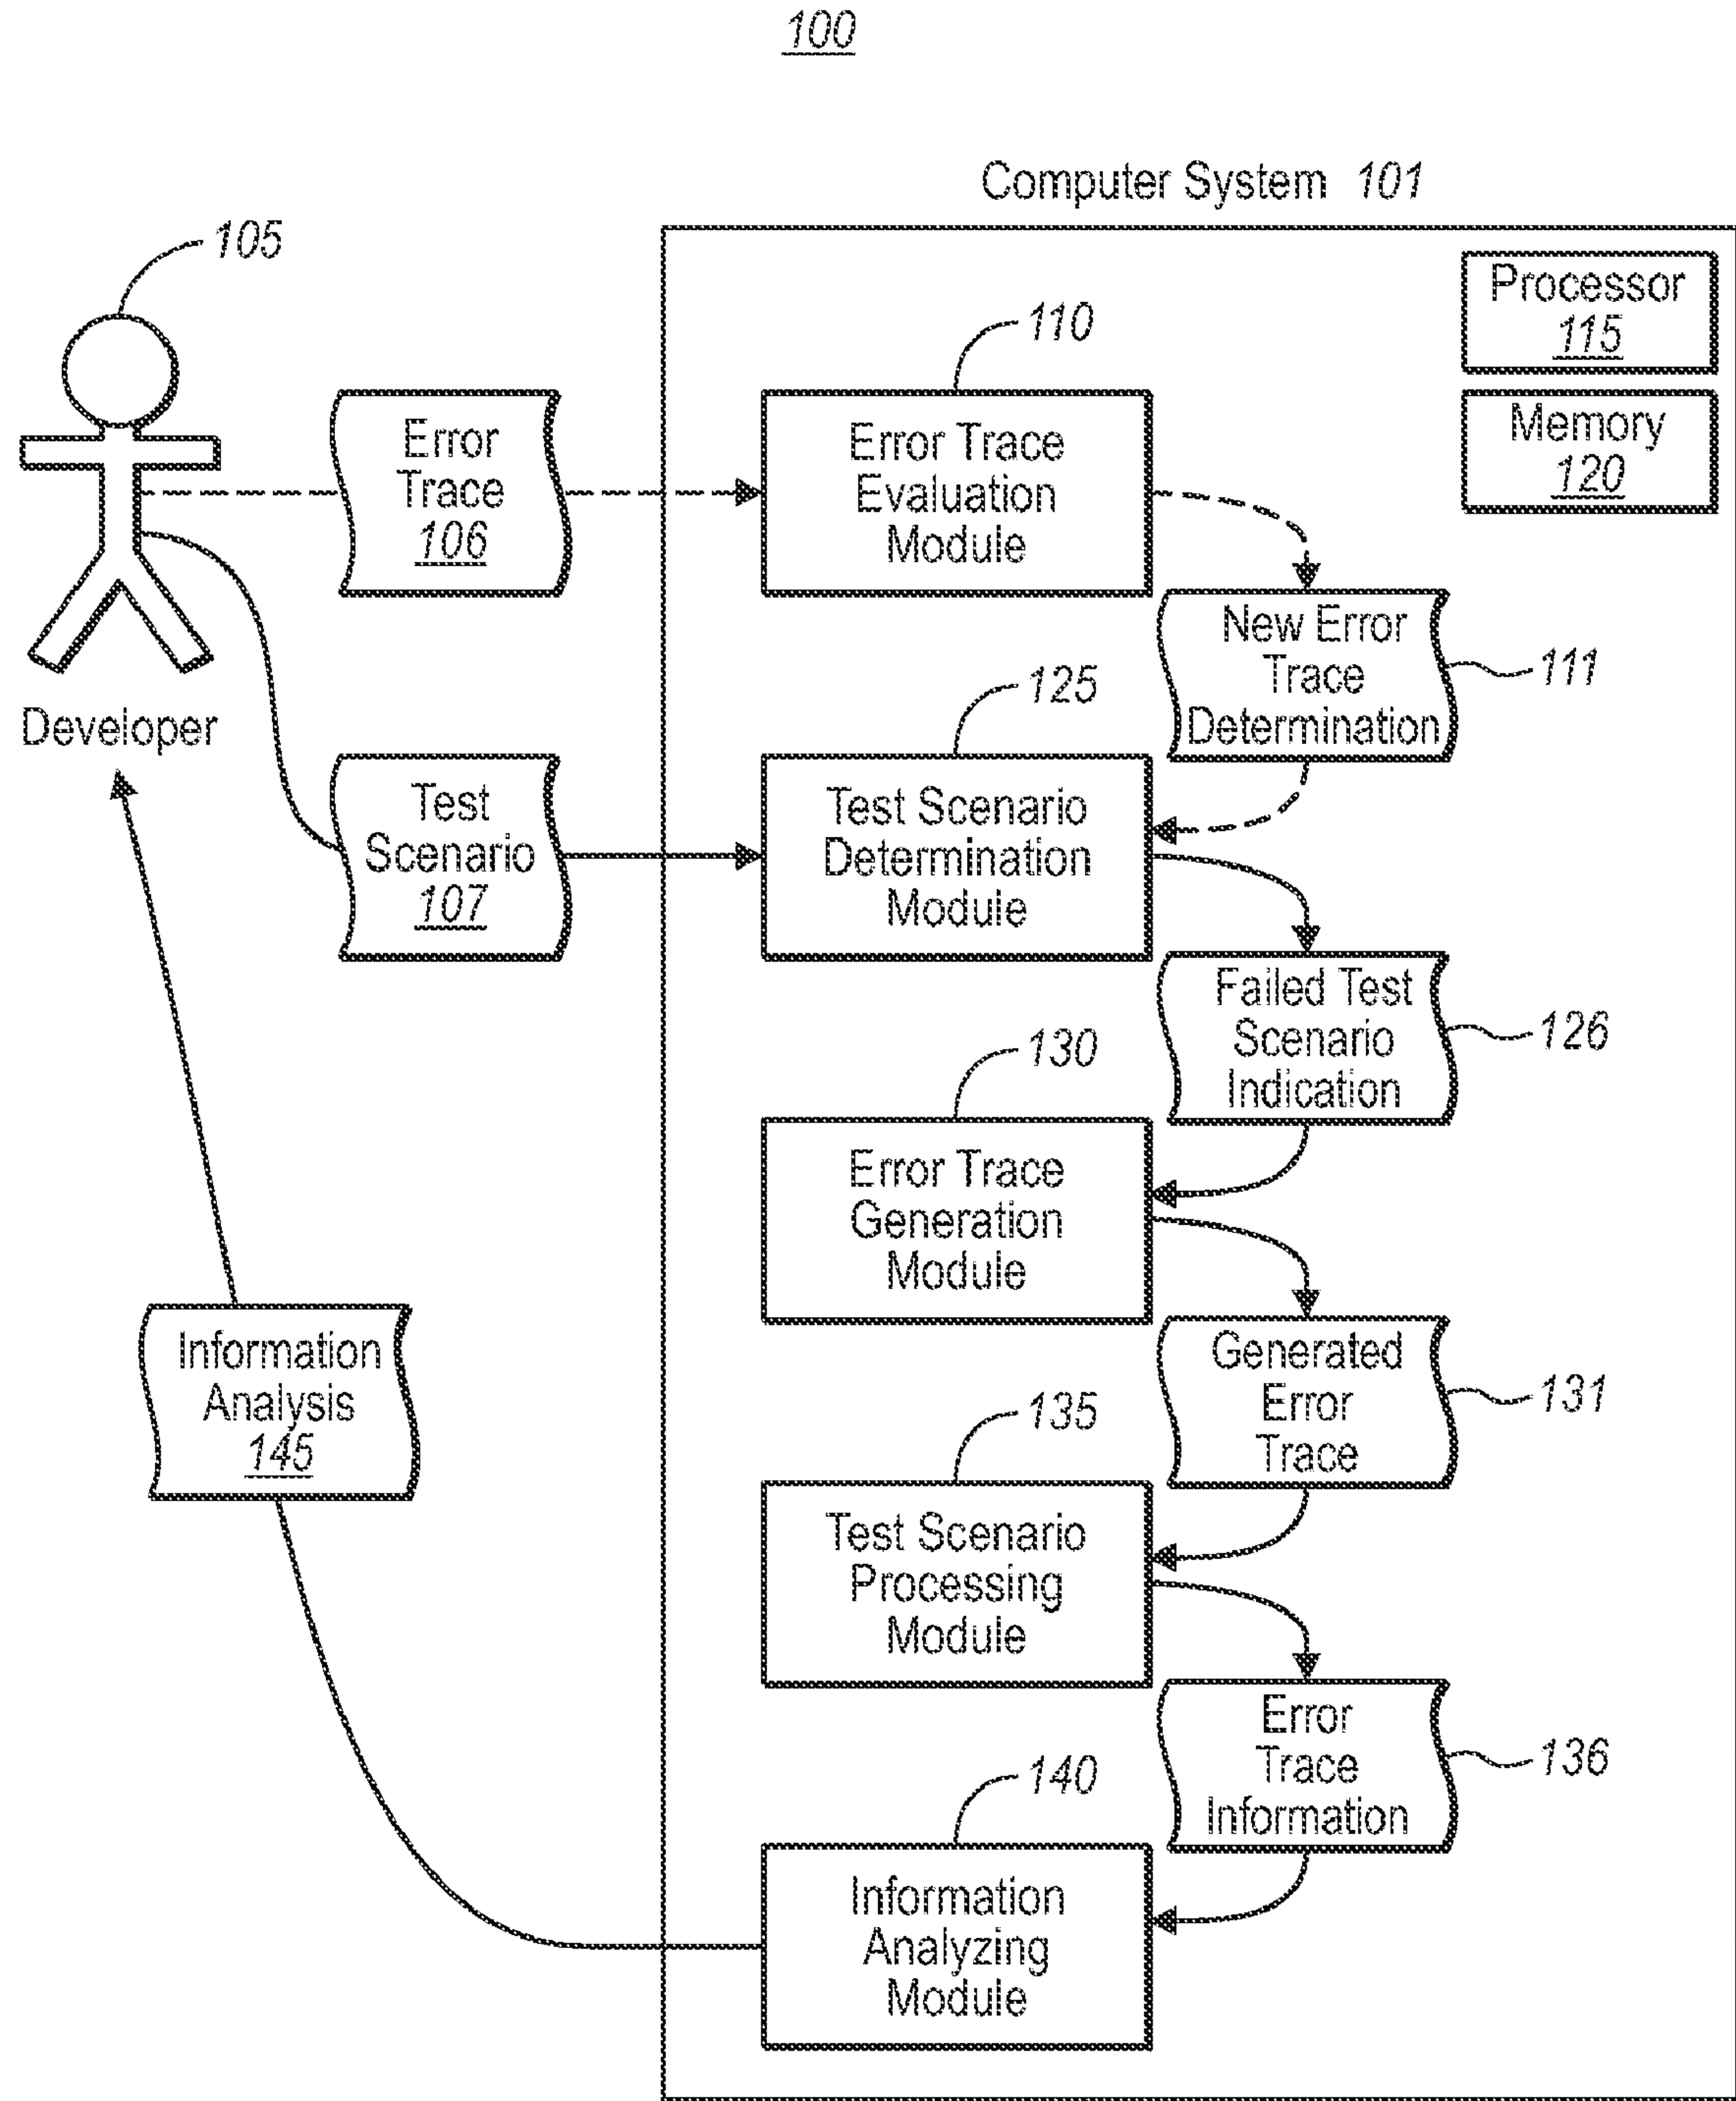 100
Computer System 101
105
Processor
115
Memory
120
110
Error
Trace
106
Error Trace
Evaluation
Module
New Error
Trace
Determination
111
Developer
125
Test
Scenario
107
Test Scenario
Determination
Module
Failed Test
Scenario
Indication
126
130
Error Trace
Generation
Module
Generated
Error
Trace
131
Information
Analysis
145
135
Test Scenario
Processing
Module
Error
Trace
Information
136
140
Information
Analyzing
Module